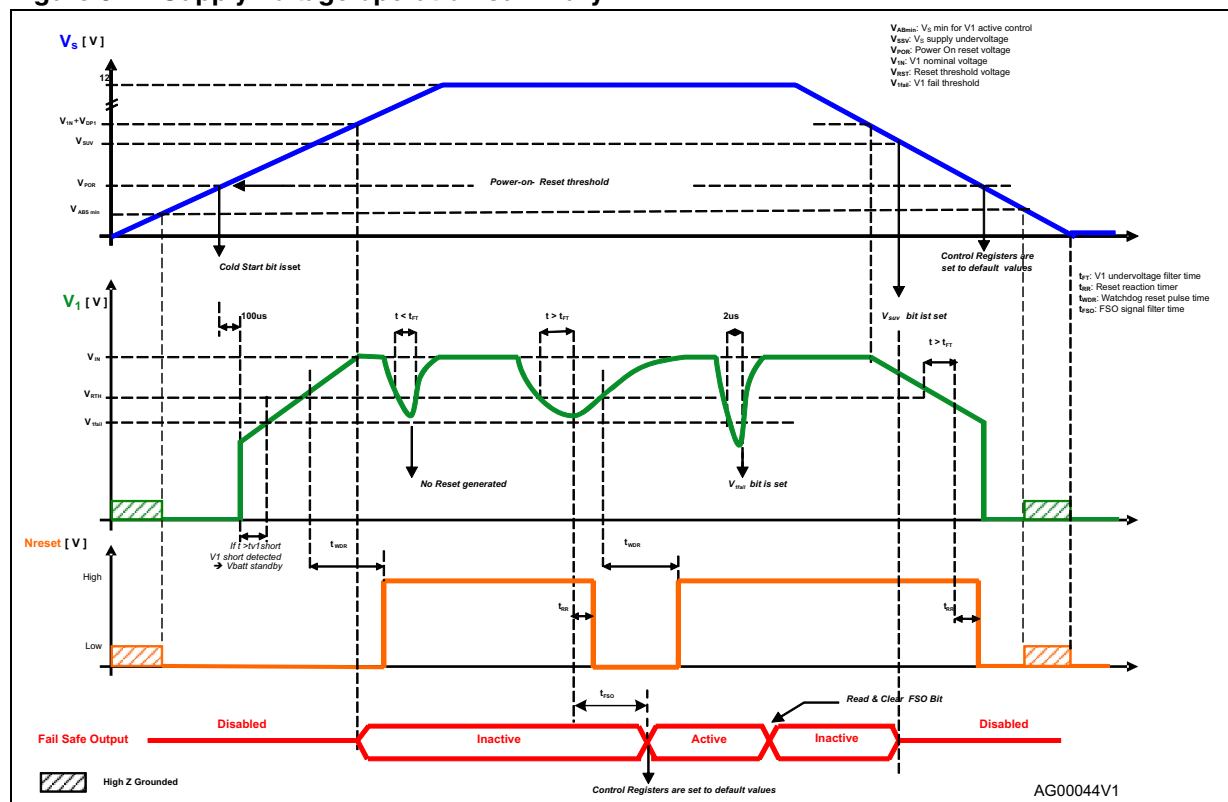 Vs [ V ]
VABmin: VS min for V1 active control
VSSV: VS supply undervoltage
VPOR: Power On reset voltage
V1N: V1 nominal voltage
VRST: Reset threshold voltage
V1fail: V1 fail threshold
12
V1N+VDP1
VSUV
VPOR
Power-on- Reset threshold
VABS min
Cold Start bit is set
Control Registers are
set to default values
V1 [ V ]
100us
t < tFT
t > tFT
2us
VSUV bit ist set
t > tFT
tFT: V1 undervoltage filter time
tRR: Reset reaction timer
tWDR: Watchdog reset pulse time
tFSO: FSO signal filter time
VIN
VRTH
V1fail
No Reset generated
V1fail bit is set
If t >tv1short
V1 short detected
➔ Vbatt standby
Nreset [ V ]
tWDR
tWDR
High
tRR
tRR
Low
tFSO
Read & Clear FSO Bit
Fail Safe Output
Disabled
Inactive
Active
Inactive
Disabled
High Z Grounded
Control Registers are set to default values
AG00044V1